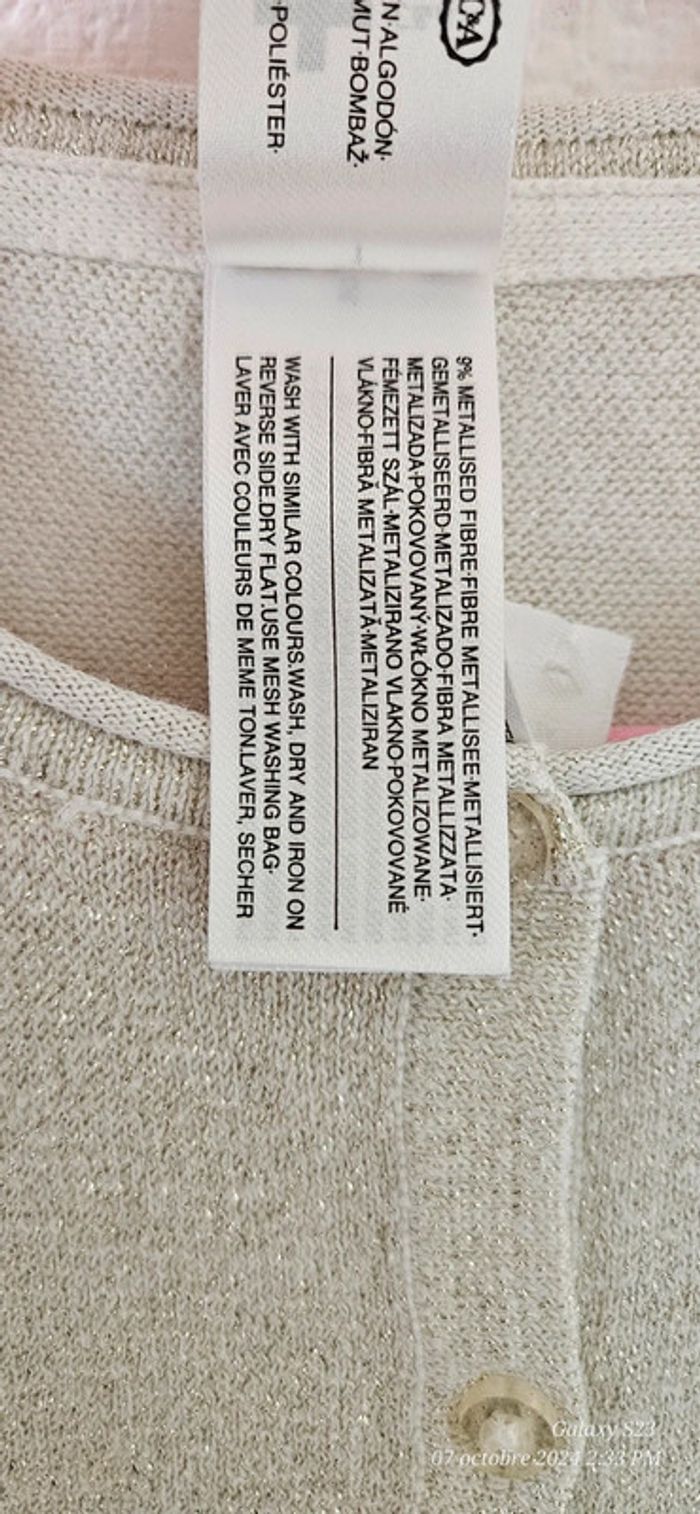 C&A
N·ALGODÓN·
MUT·BOMBAŽ·
·POLIÉSTER·
9% METALLISED FIBRE·FIBRE METALLISEE·METALLISIERT·
GEMETALLISEERD·METALIZADO·FIBRA METALLIZZATA·
METALIZADA·POKOVOVANÝ·WŁÓKNO METALIZOWANE·
FÉMEZETT SZÁL·METALIZIRANO VLAKNO·POKOVOVANÉ
VLÁKNO·FIBRĂ METALIZATĂ·METALIZIRAN
WASH WITH SIMILAR COLOURS.WASH, DRY AND IRON ON
REVERSE SIDE.DRY FLAT.USE MESH WASHING BAG·
LAVER AVEC COULEURS DE MEME TON.LAVER, SECHER
Galaxy S23
07 octobre 2024 2:33 PM